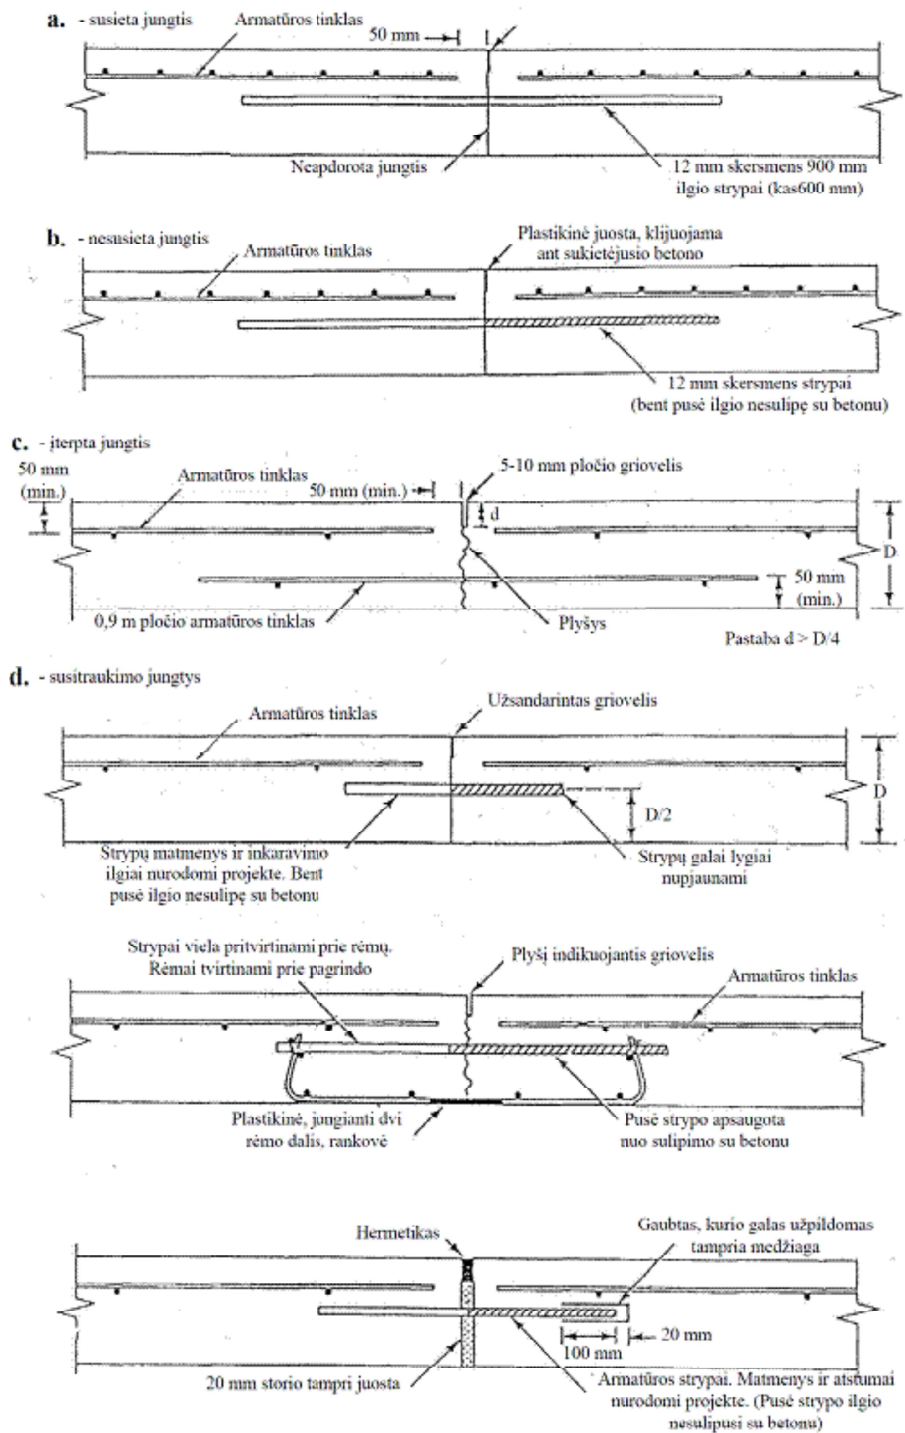 a. - susieta jungtis
Armatūros tinklas
50 mm
Neapdorota jungtis
12 mm skersmens 900 mm
ilgio strypai (kas600 mm)
b. - nesusieta jungtis
Armatūros tinklas
Plastikinė juosta, klijuojama
ant sukietėjusio betono
12 mm skersmens strypai
(bent pusė ilgio nesulipę su betonu)
c. - įterpta jungtis
50 mm
(min.)
Armatūros tinklas
50 mm (min.)
5-10 mm pločio griovelis
d
D
50 mm
(min.)
0,9 m pločio armatūros tinklas
Plyšys
Pastaba d > D/4
d. - susitraukimo jungtys
Armatūros tinklas
Užsandarintas griovelis
D
D/2
Strypų matmenys ir inkaravimo
ilgiai nurodomi projekte. Bent
pusė ilgio nesulipę su betonu
Strypų galai lygiai
nupjaunami
Strypai viela pritvirtinami prie rėmų.
Rėmai tvirtinami prie pagrindo
Plyšį indikuojantis griovelis
Armatūros tinklas
Plastikinė, jungianti dvi
rėmo dalis, rankovė
Pusė strypo apsaugota
nuo sulipimo su betonu
Hermetikas
Gaubtas, kurio galas užpildomas
tampria medžiaga
20 mm
100 mm
20 mm storio tampri juosta
Armatūros strypai. Matmenys ir atstumai
nurodomi projekte. (Pusė strypo ilgio
nesulipusi su betonu)